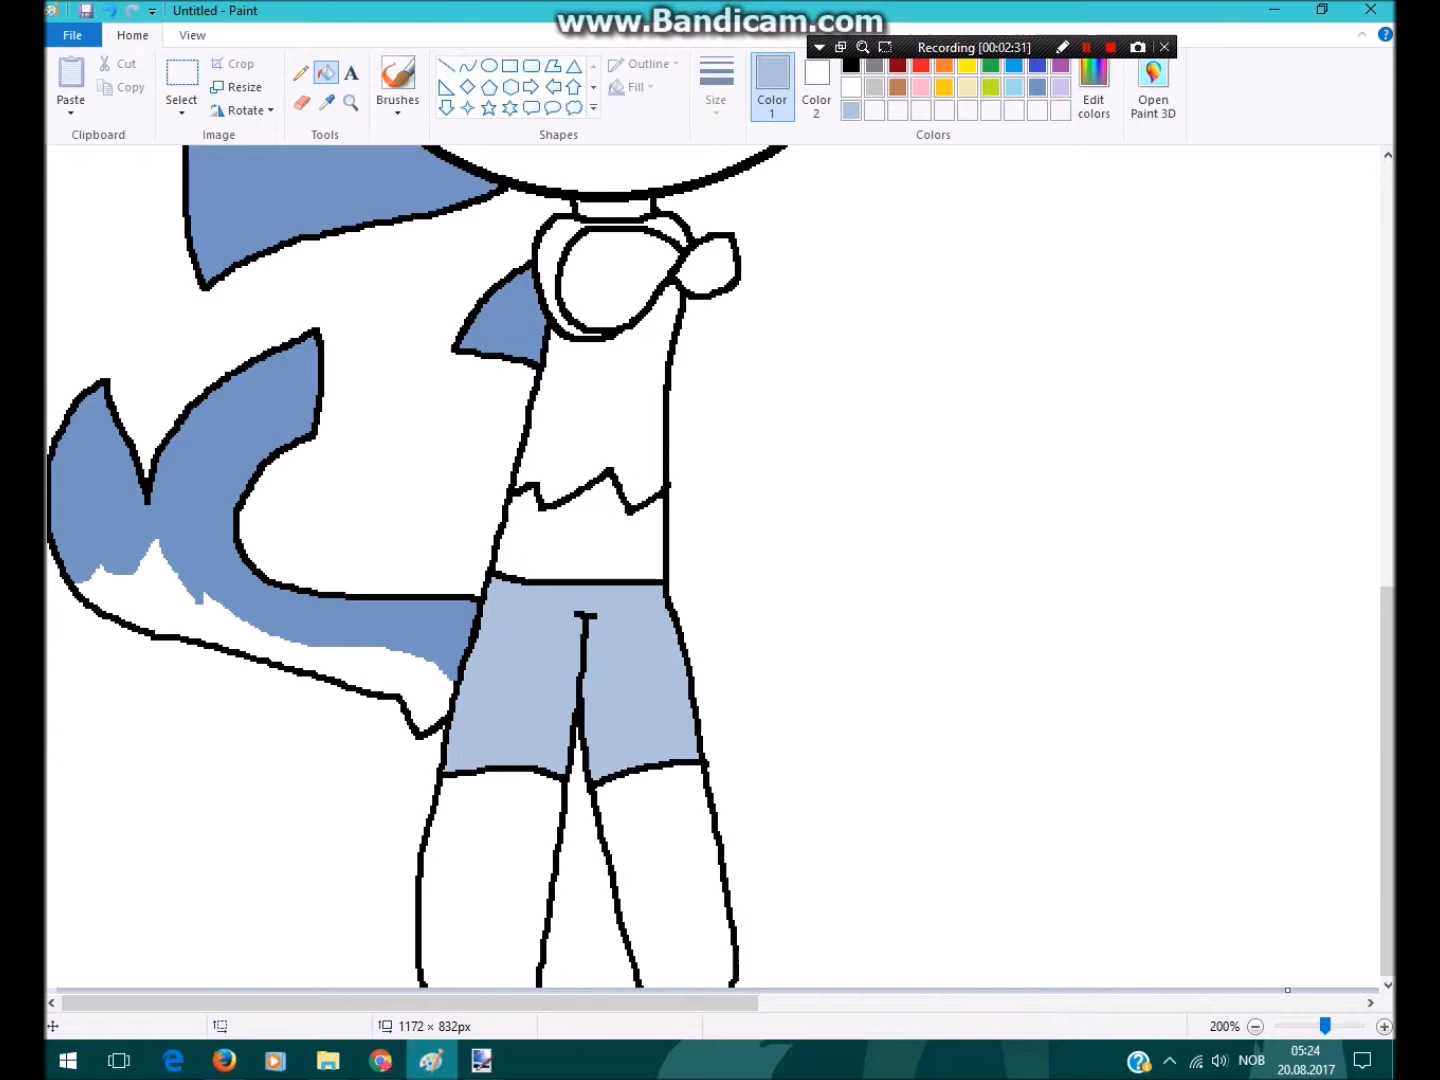 Untitled - Paint
www.Bandicam.com
File Home View
Recording [00:02:31]
Cut Crop Outline
Copy Resize Fill
Paste Select Rotate Brushes Size Color 1 Color 2 Edit colors Open Paint 3D
Clipboard Image Tools Shapes Colors
1172 × 832px 200%
NOB 05:24
20.08.2017